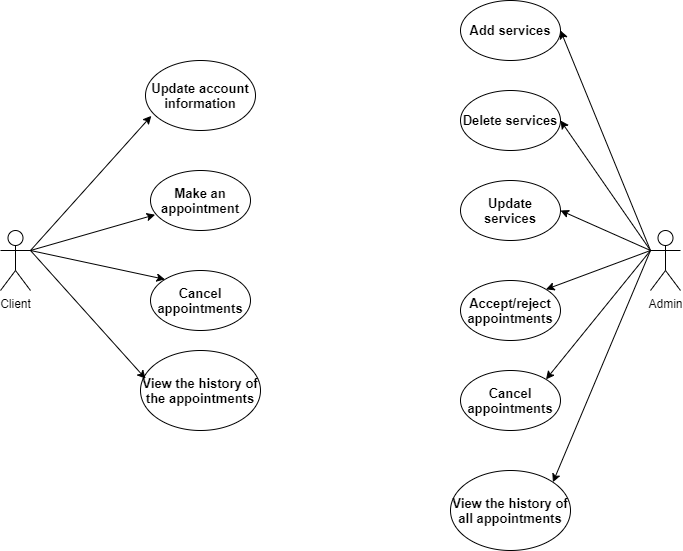 Update account
information
Make an
appointment
Cancel
appointments
View the history of
the appointments
Client
Add services
Delete services
Update
services
Accept/reject
appointments
Cancel
appointments
View the history of
all appointments
Admin